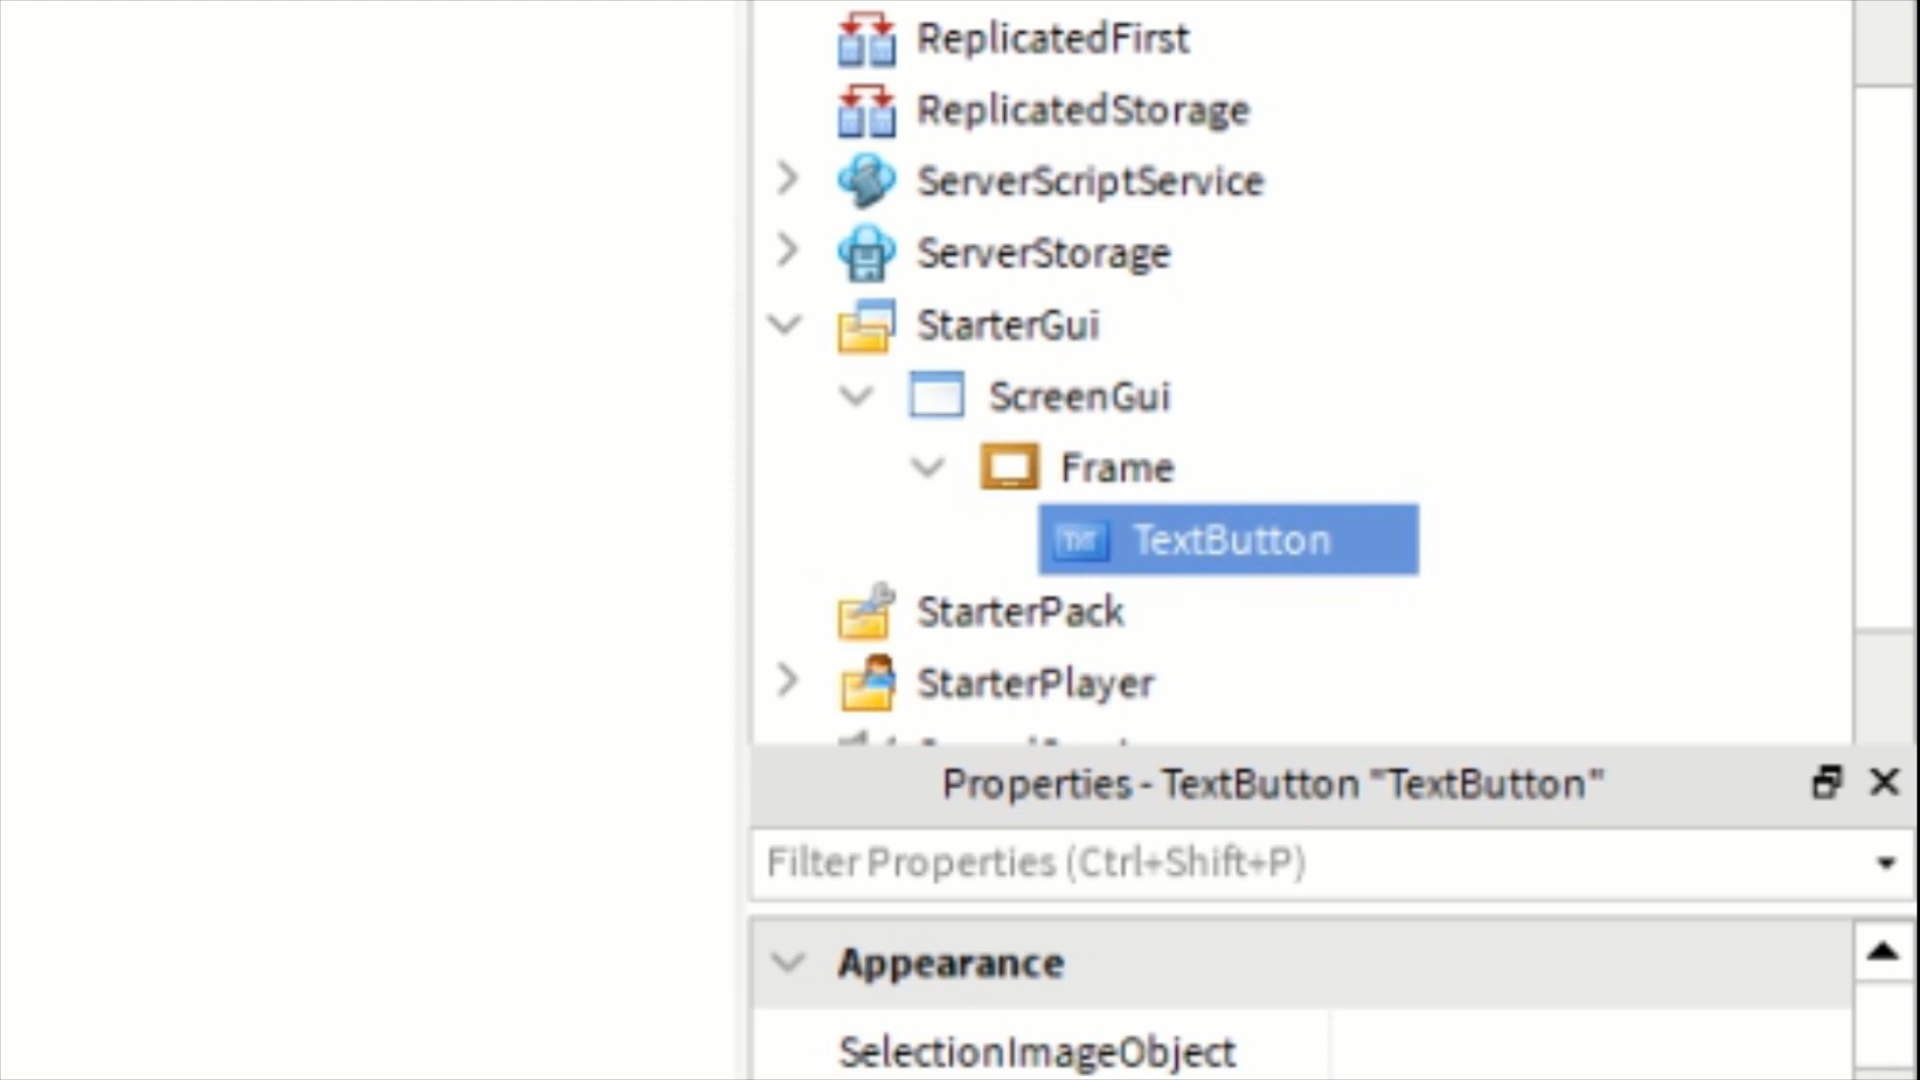 ReplicatedFirst
ReplicatedStorage
ServerScriptService
ServerStorage
StarterGui
ScreenGui
Frame
TXT TextButton
StarterPack
StarterPlayer
Properties - TextButton "TextButton"
Filter Properties (Ctrl+Shift+P)
Appearance
SelectionImageObject